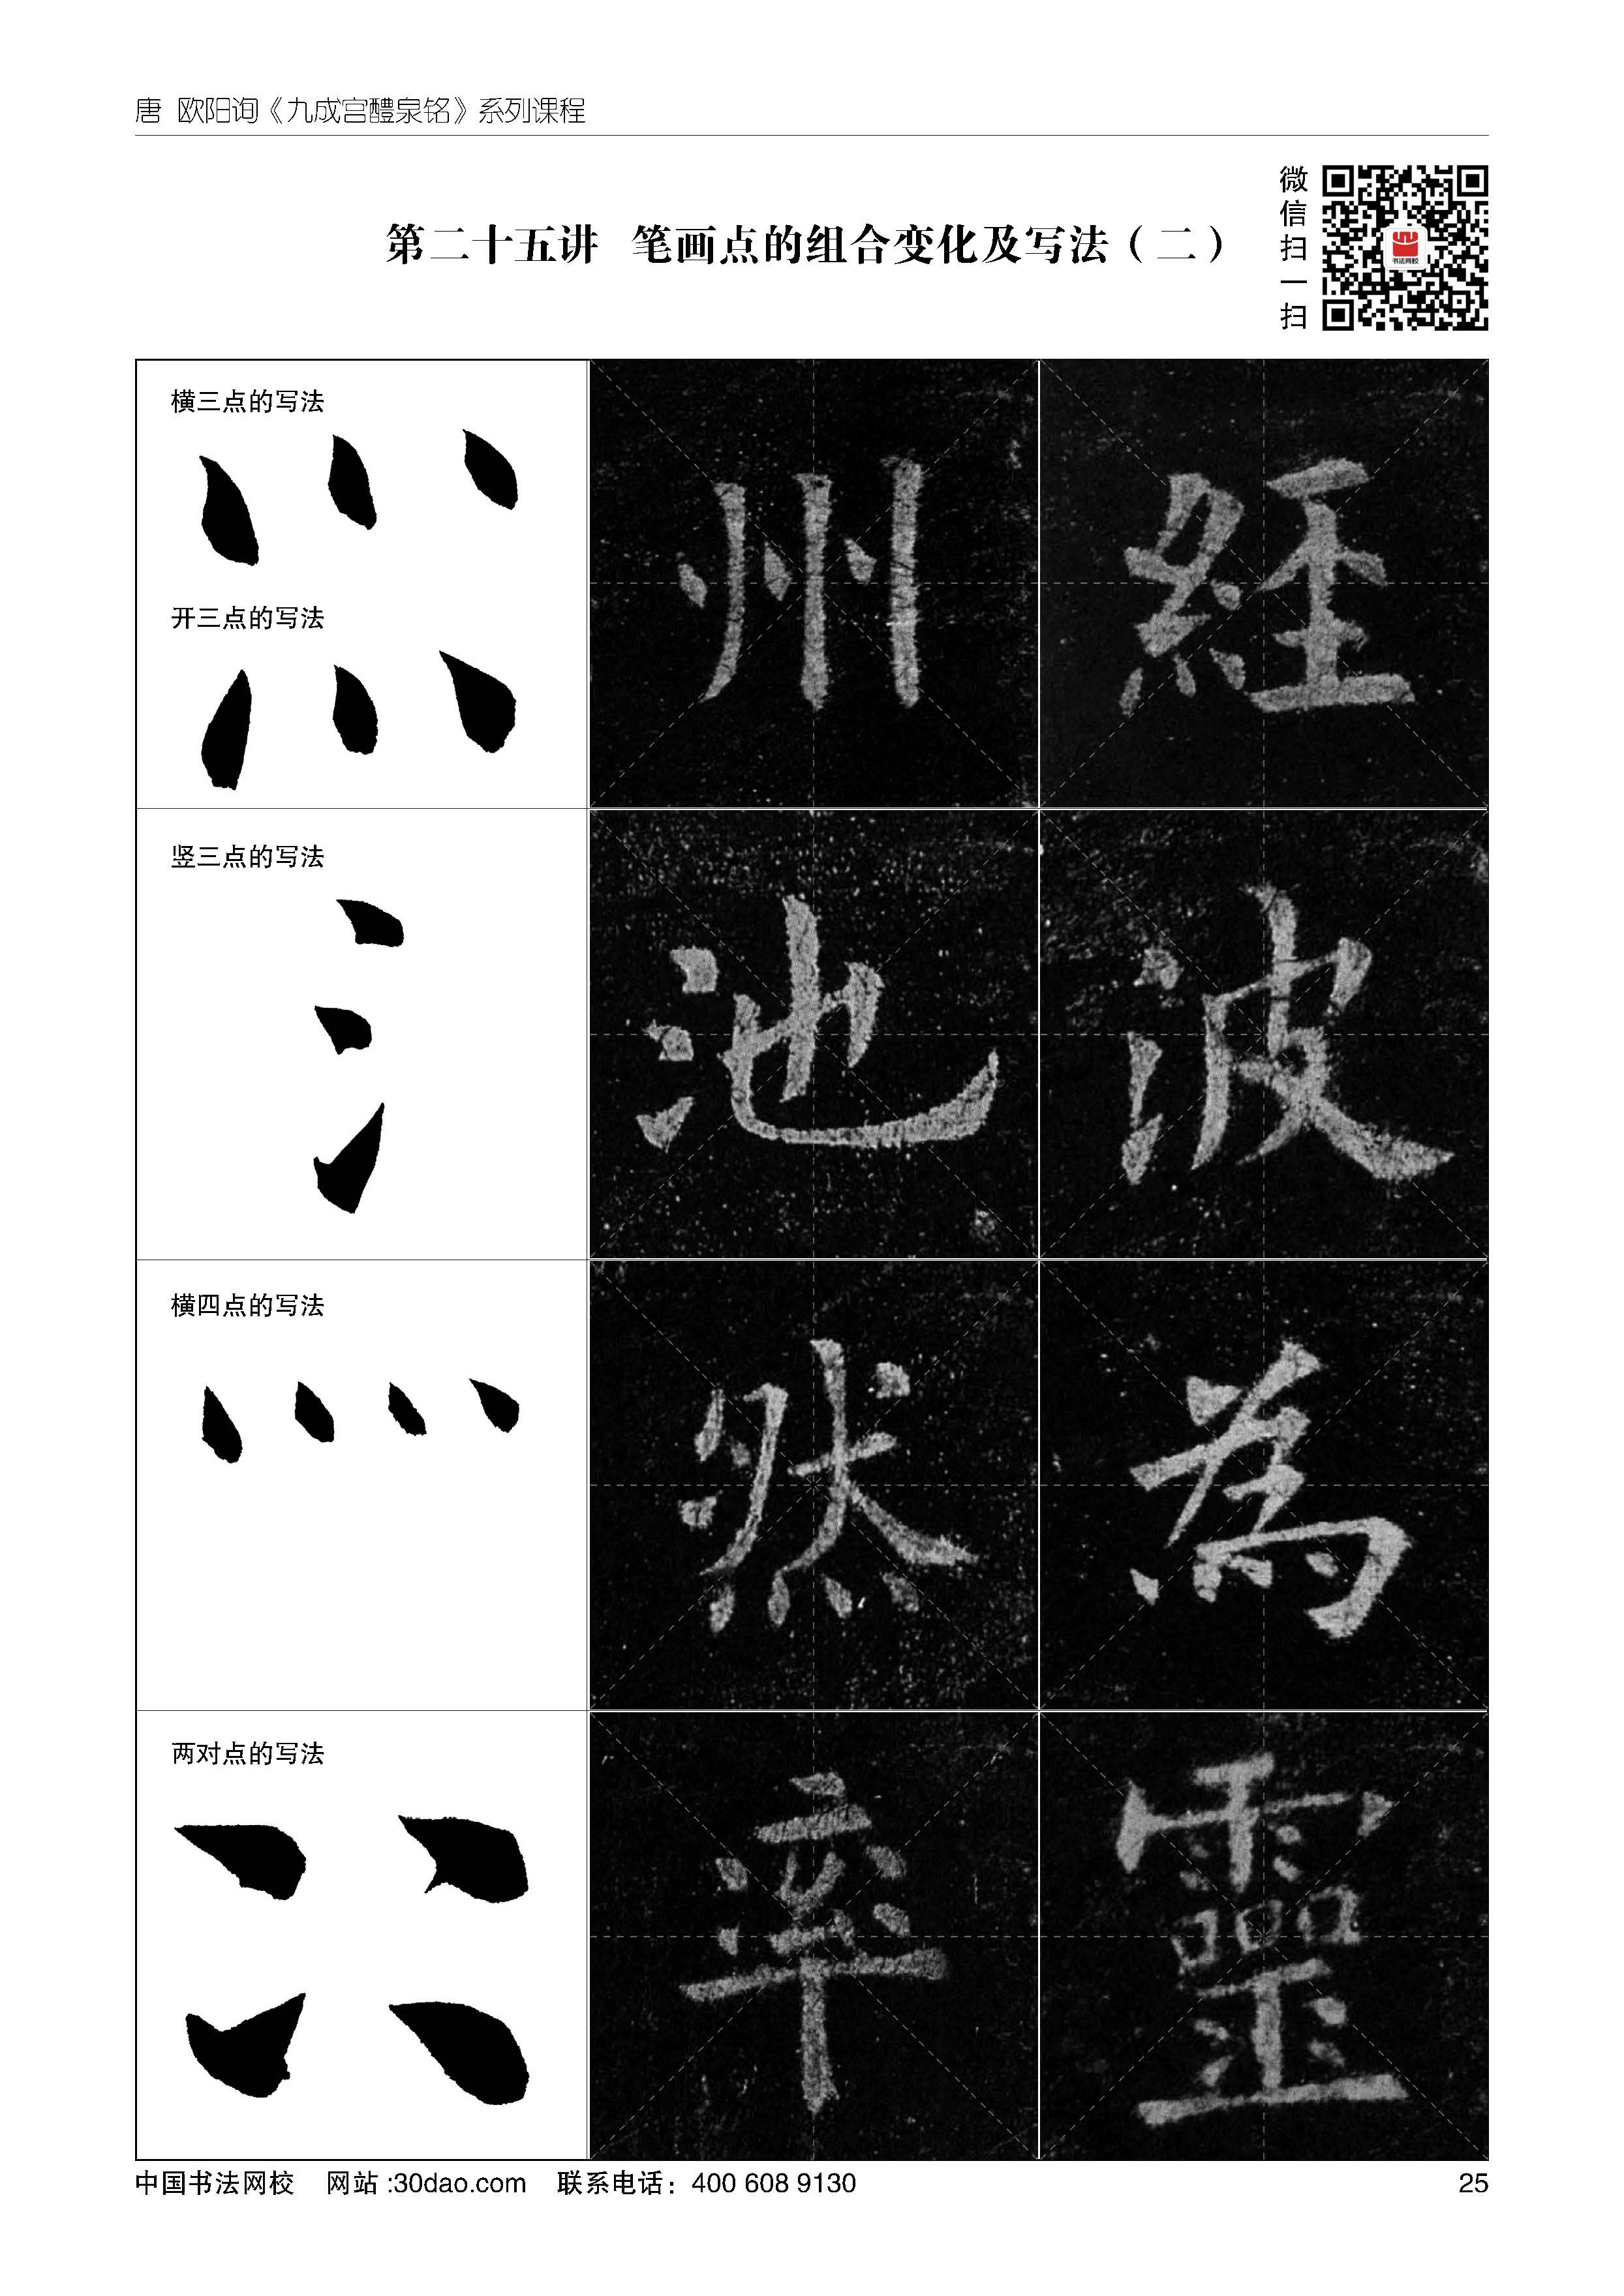 唐 欧阳询《九成宫醴泉铭》系列课程
第二十五讲 笔画点的组合变化及写法（二）
微信扫一扫
书法网校
横三点的写法
开三点的写法
州 經
竖三点的写法
池 波
横四点的写法
然 為
两对点的写法
率 靈
中国书法网校 网站:30dao.com 联系电话：400 608 9130 25